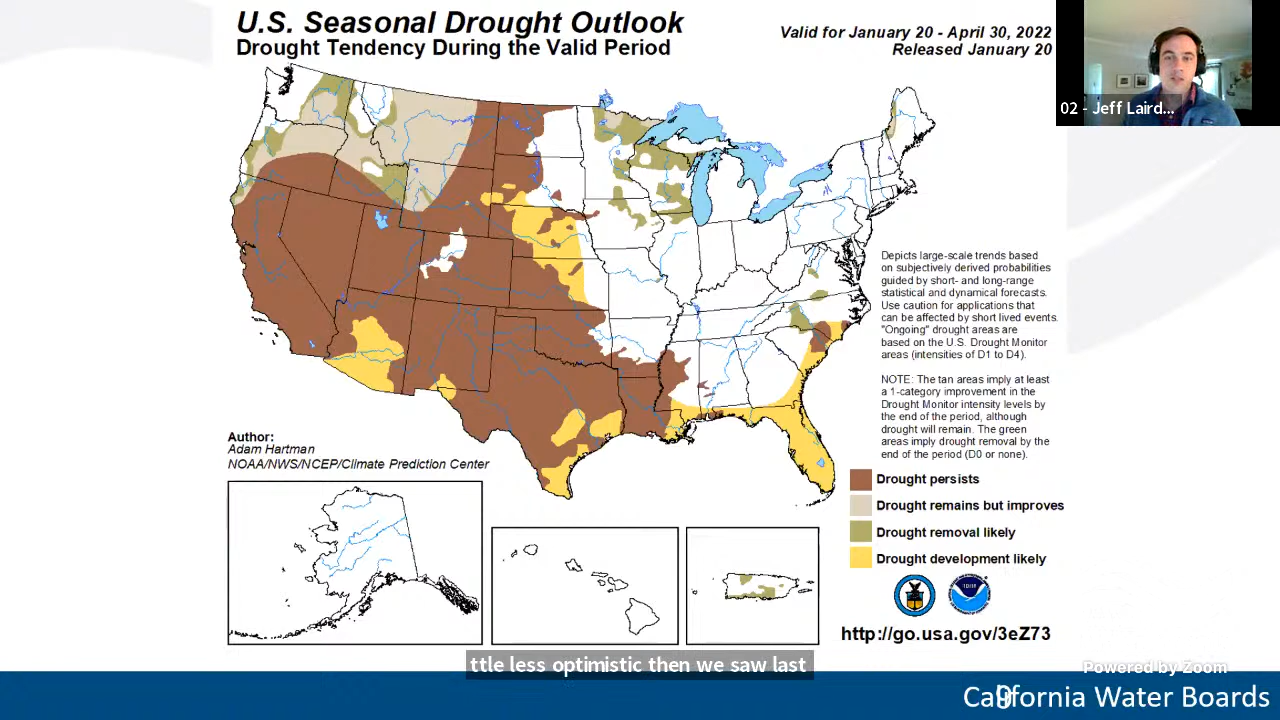 U.S. Seasonal Drought Outlook
Drought Tendency During the Valid Period
Valid for January 20 - April 30, 2022
Released January 20
02 - Jeff Laird...
Depicts large-scale trends based
on subjectively derived probabilities
guided by short- and long-range
statistical and dynamical forecasts.
Use caution for applications that
can be affected by short lived events.
"Ongoing" drought areas are
based on the U.S. Drought Monitor
areas (intensities of D1 to D4).
NOTE: The tan areas imply at least
a 1-category improvement in the
Drought Monitor intensity levels by
the end of the period, although
drought will remain. The green
areas imply drought removal by the
end of the period (D0 or none).
Author:
Adam Hartman
NOAA/NWS/NCEP/Climate Prediction Center
Drought persists
Drought remains but improves
Drought removal likely
Drought development likely
http://go.usa.gov/3eZ73
ttle less optimistic then we saw last
Powered by Zoom
California Water Boards
9